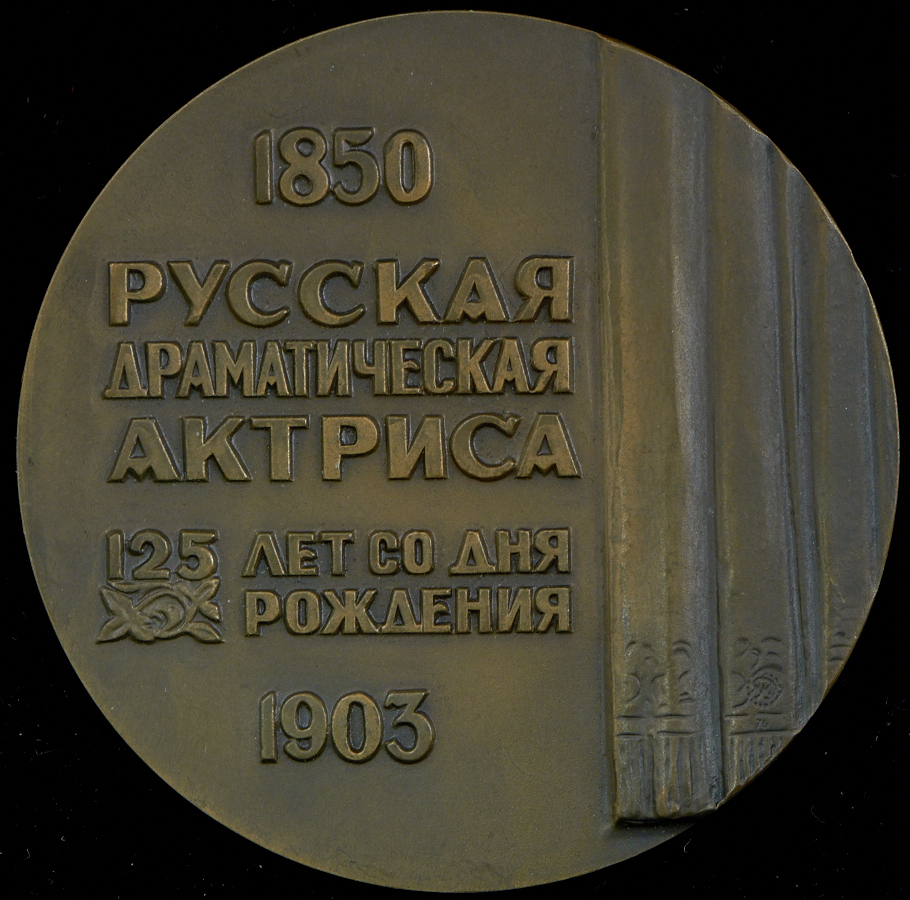 1850
РУССКАЯ
ДРАМАТИЧЕСКАЯ
АКТРИСА
125 ЛЕТ СО ДНЯ
РОЖДЕНИЯ
1903